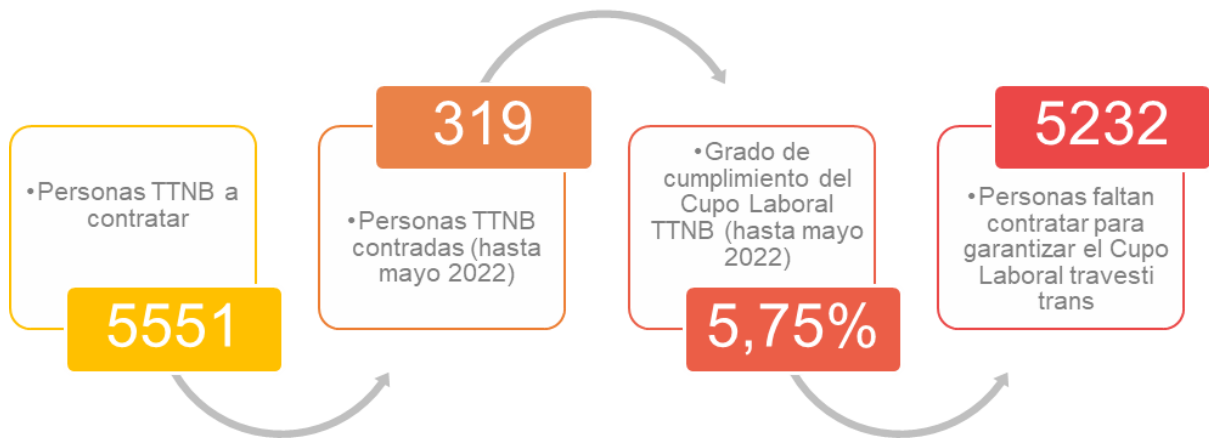 •Personas TTNB a
contratar
5551
319
•Personas TTNB
contradas (hasta
mayo 2022)
•Grado de
cumplimiento del
Cupo Laboral
TTNB (hasta mayo
2022)
5,75%
5232
•Personas faltan
contratar para
garantizar el Cupo
Laboral travesti
trans